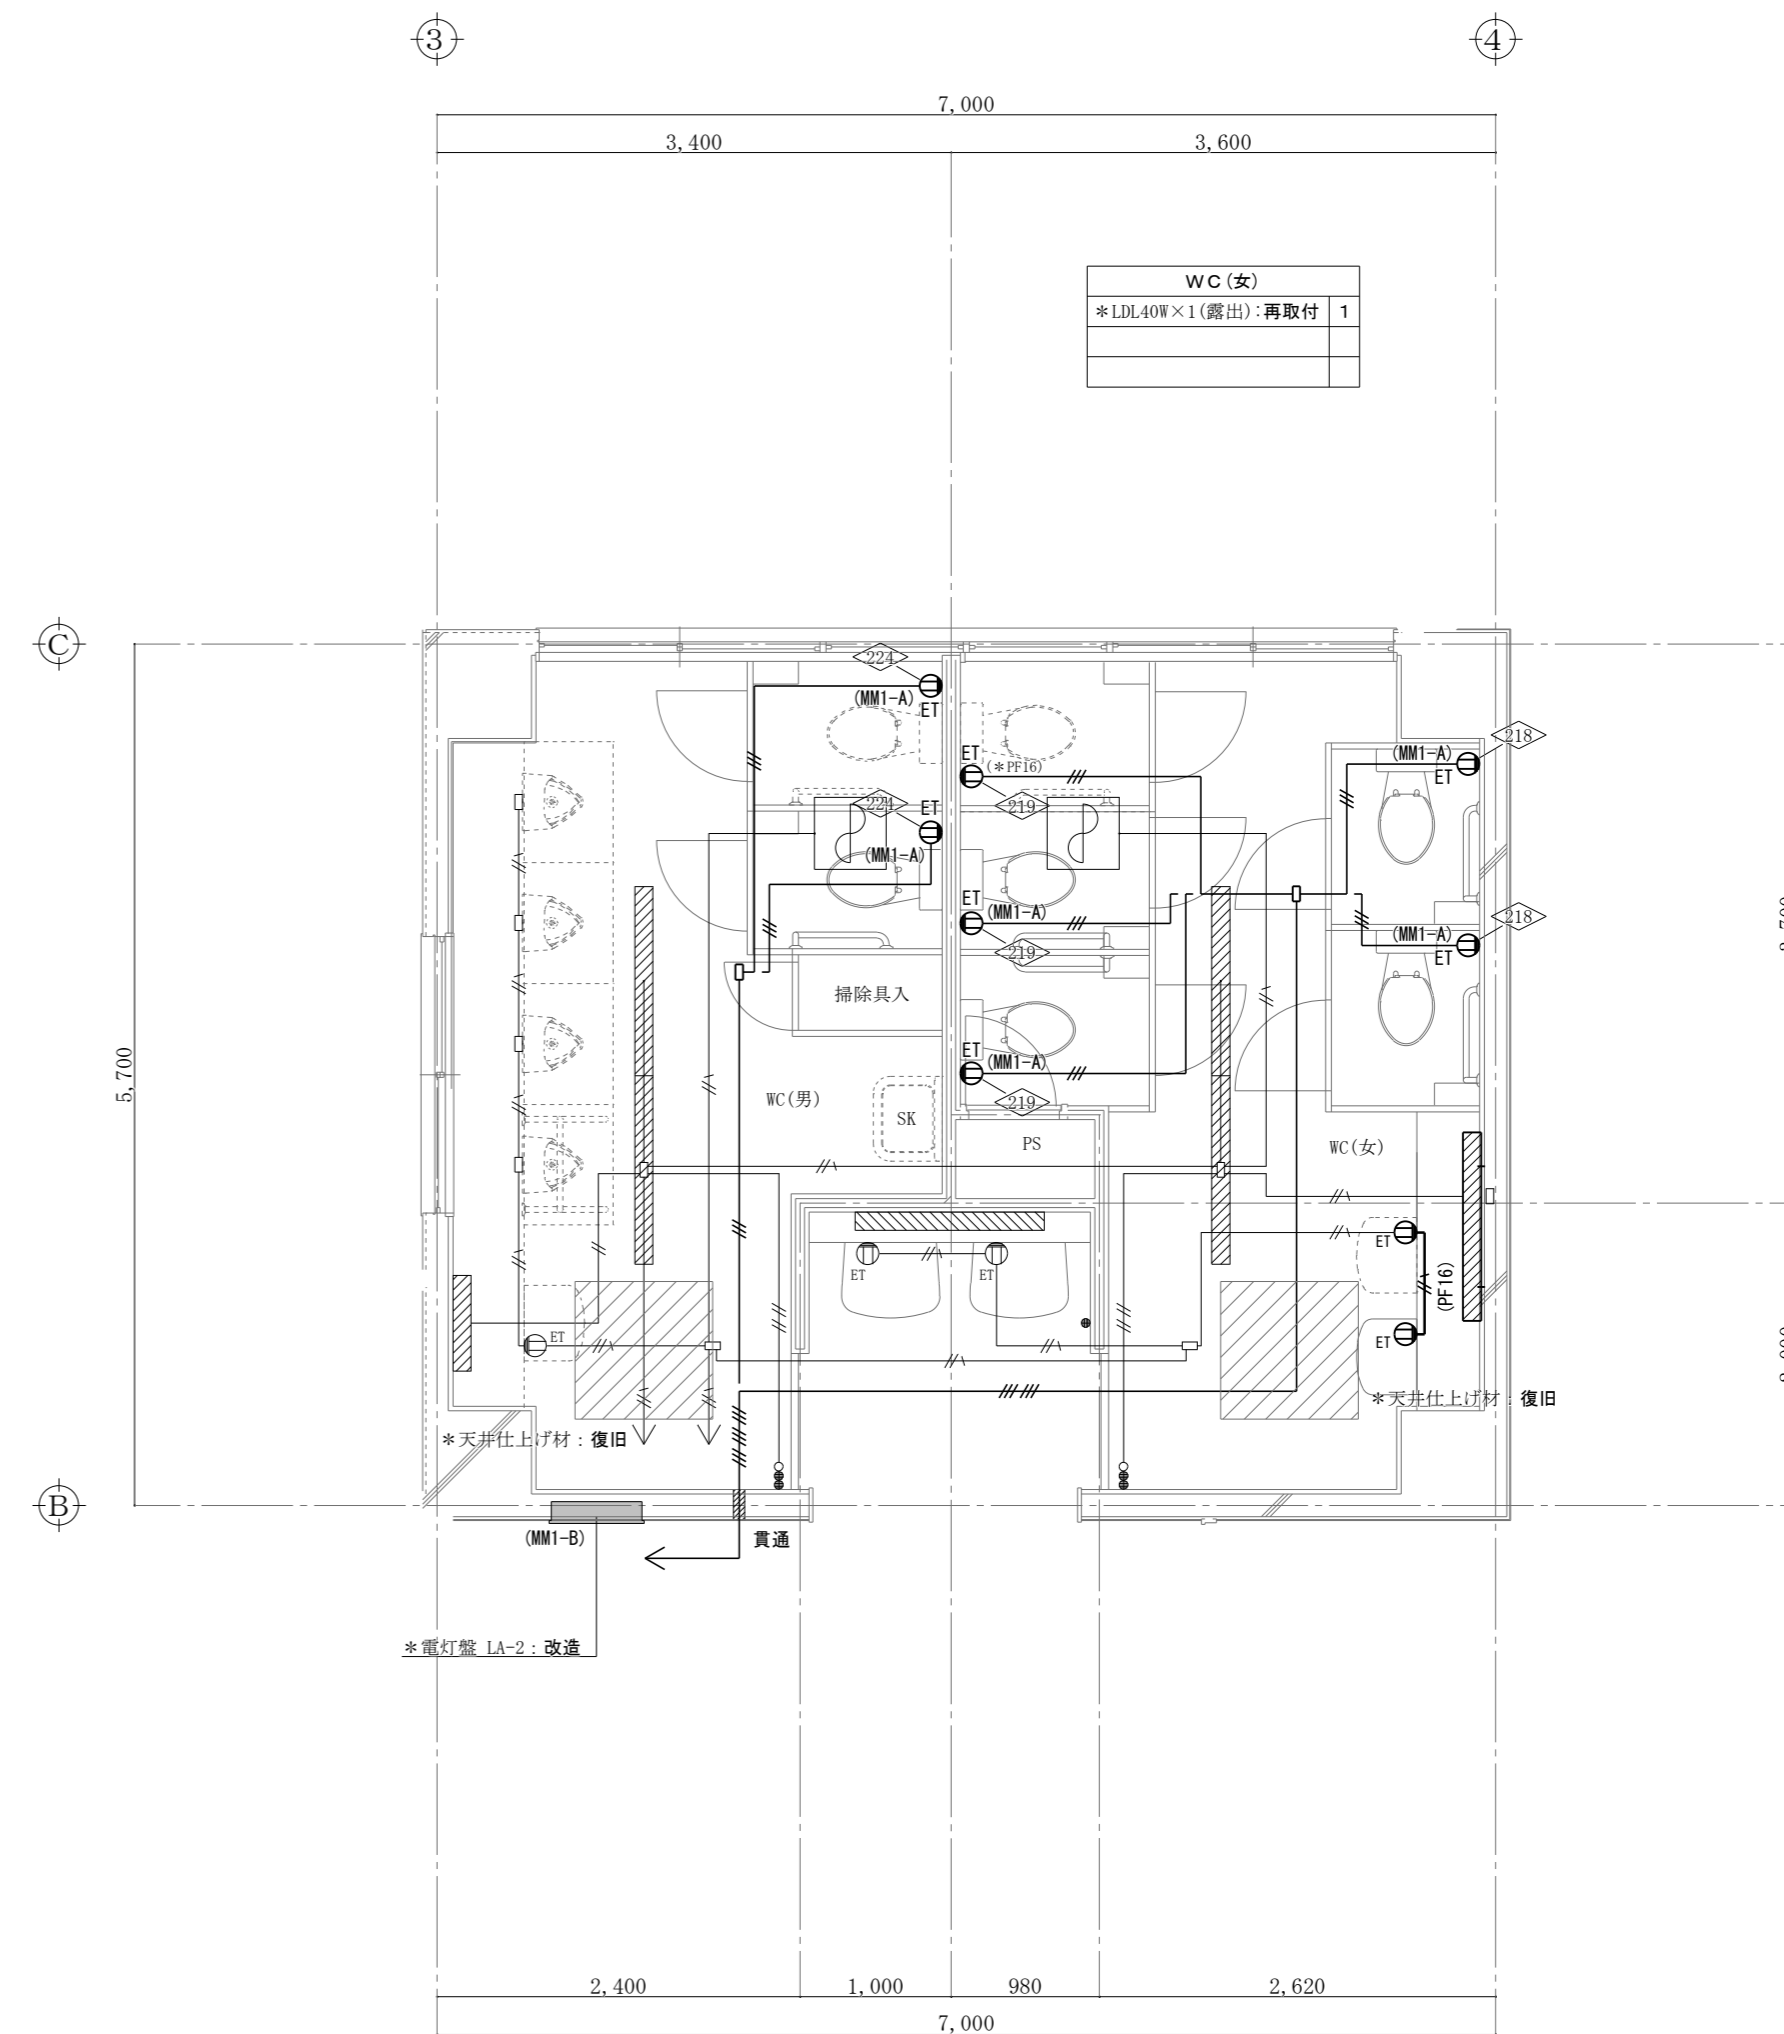 3
4
7,000
3,400
3,600
WC(女)
*LDL40W×1(露出):再取付 1
C
224
(MM1-A)
ET
ET
(*PF16)
219
(MM1-A)
ET
218
224
ET
(MM1-A)
ET
(MM1-A)
219
218
(MM1-A)
ET
掃除具入
5,700
WC(男)
SK
ET
(MM1-A)
219
PS
WC(女)
ET
ET
ET
ET
(PF16)
ET
*天井仕上げ材:復旧
*天井仕上げ材:復旧
B
(MM1-B)
貫通
*電灯盤 LA-2:改造
2,400
1,000
980
2,620
7,000